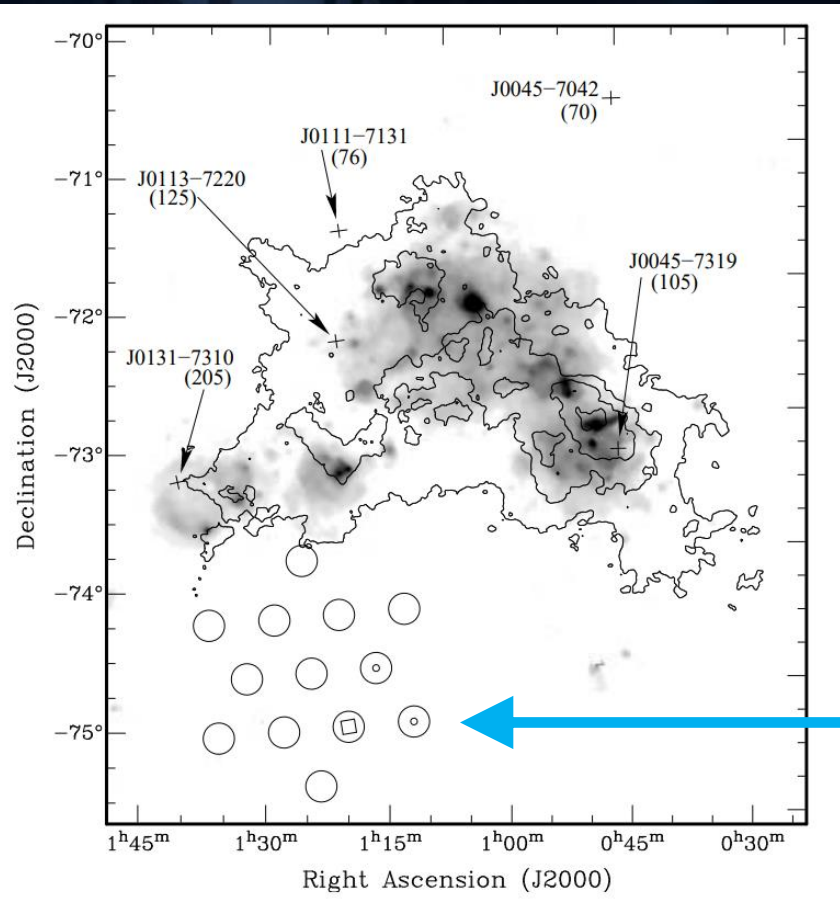 −70°
J0045−7042
(70)
J0111−7131
(76)
−71°
J0113−7220
(125)
J0045−7319
(105)
−72°
J0131−7310
(205)
−73°
−74°
−75°
Declination (J2000)
1ʰ45ᵐ 1ʰ30ᵐ 1ʰ15ᵐ 1ʰ00ᵐ 0ʰ45ᵐ 0ʰ30ᵐ
Right Ascension (J2000)